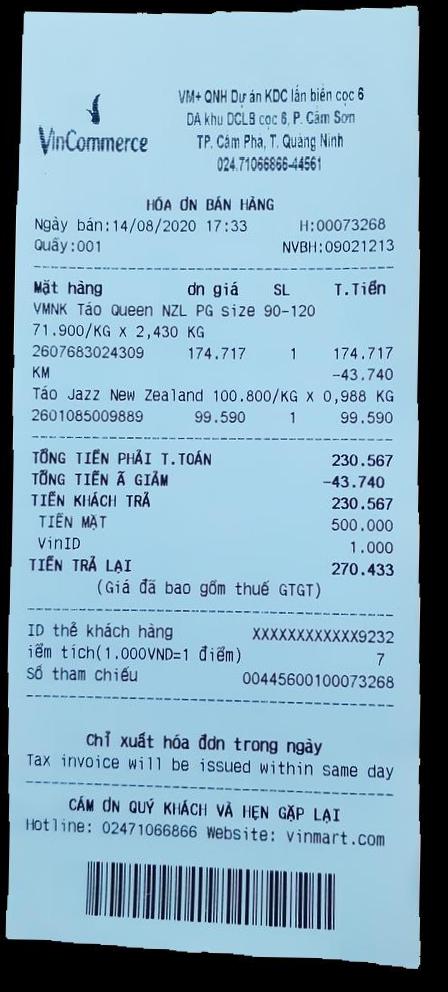 VinCommerce
VM+ QNH Dự án KDC lấn biển cọc 6
DA khu DCLB cọc 6, P. Cẩm Sơn
TP. Cẩm Phả, T. Quảng Ninh
024.71066866-44561
HÓA ƠN BÁN HÀNG
Ngày bán:14/08/2020 17:33 H:00073268
Quầy:001 NVBH:09021213
Mặt hàng ơn giá SL T.Tiền
VMNK Táo Queen NZL PG size 90-120
71.900/KG X 2,430 KG
2607683024309 174.717 1 174.717
KM -43.740
Táo Jazz New Zealand 100.800/KG X 0,988 KG
2601085009889 99.590 1 99.590
TỔNG TIỀN PHẢI T.TOÁN 230.567
TỔNG TIỀN Ã GIẢM -43.740
TIỀN KHÁCH TRẢ 230.567
TIỀN MẶT 500.000
VinID 1.000
TIỀN TRẢ LẠI 270.433
(Giá đã bao gồm thuế GTGT)
ID thẻ khách hàng XXXXXXXXXXXX9232
iểm tích(1.000VND=1 điểm) 7
Số tham chiếu 00445600100073268
Chỉ xuất hóa đơn trong ngày
Tax invoice will be issued within same day
CẢM ƠN QUÝ KHÁCH VÀ HẸN GẶP LẠI
Hotline: 02471066866 Website: vinmart.com